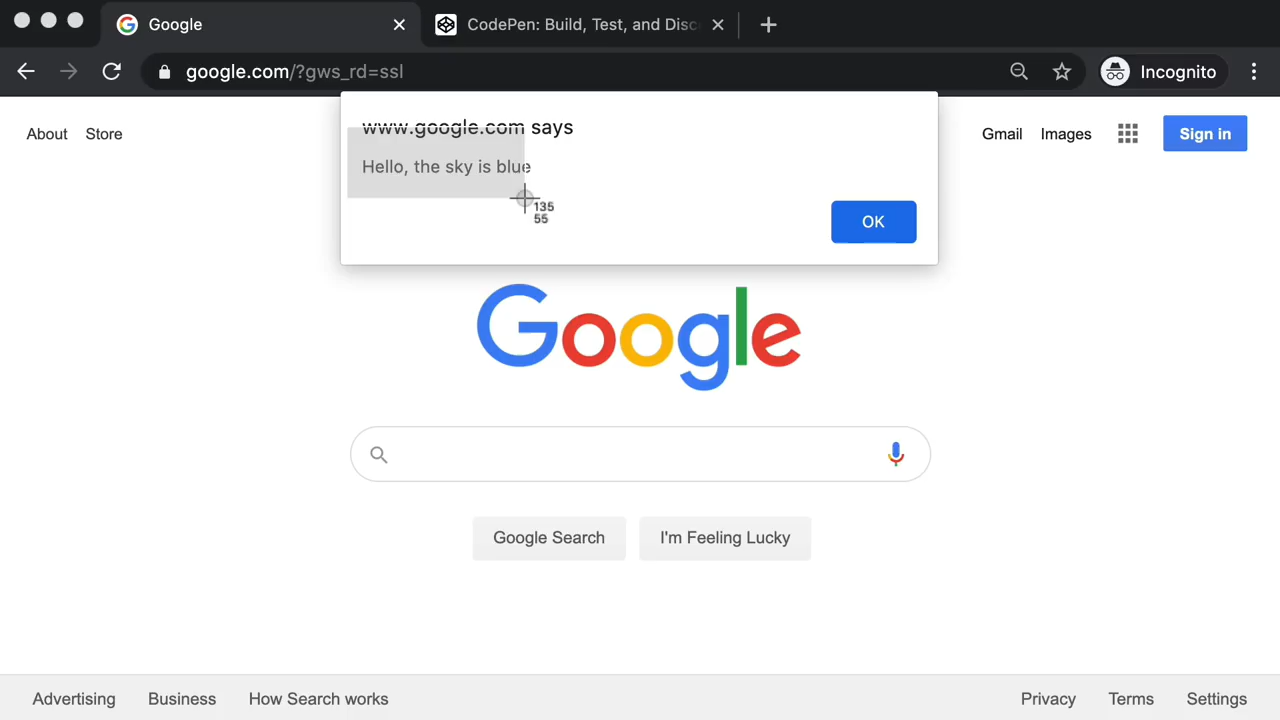 Google
CodePen: Build, Test, and Disc
google.com/?gws_rd=ssl
Incognito
www.google.com says
Hello, the sky is blue
135
55
OK
About Store
Gmail Images
Sign in
Google
Google Search
I'm Feeling Lucky
Advertising Business How Search works
Privacy Terms Settings